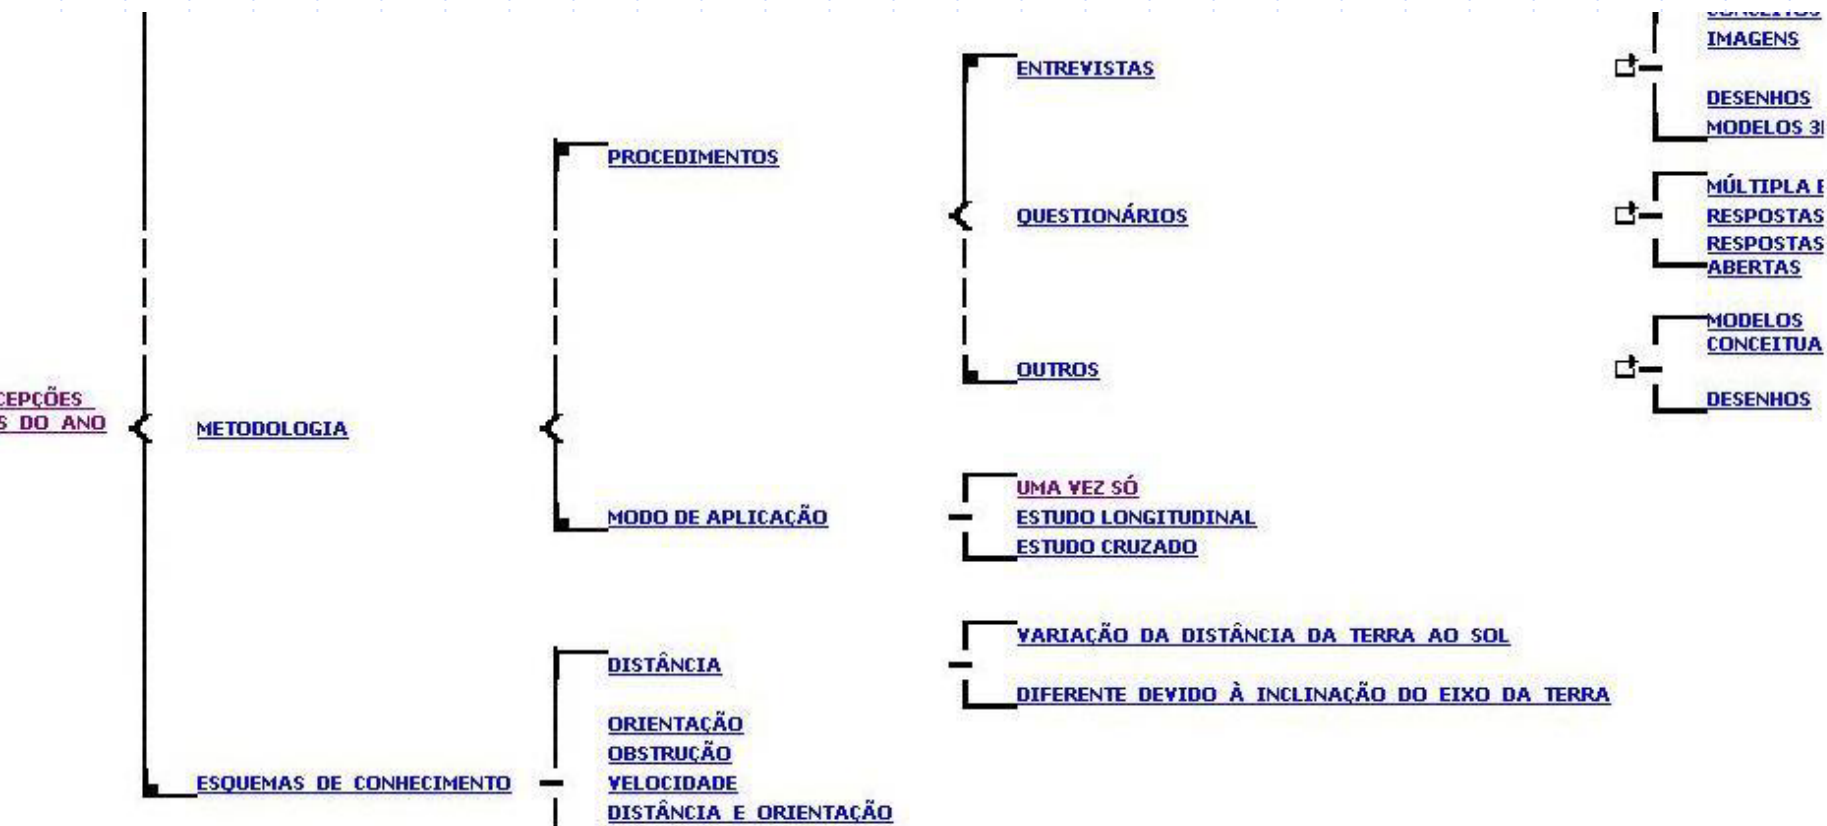 IMAGENS
ENTREVISTAS
DESENHOS
MODELOS
PROCEDIMENTOS
MÚLTIPLA
QUESTIONÁRIOS
RESPOSTAS
RESPOSTAS
ABERTAS
MODELOS
OUTROS
DESENHOS
DO ANO
METODOLOGIA
UMA VEZ SÓ
MODO DE APLICAÇÃO
ESTUDO LONGITUDINAL
ESTUDO CRUZADO
VARIAÇÃO DA DISTÂNCIA DA TERRA AO SOL
DISTÂNCIA
DIFERENTE DEVIDO À INCLINAÇÃO DO EIXO DA TERRA
ORIENTAÇÃO
OBSTRUÇÃO
ESQUEMAS DE CONHECIMENTO
VELOCIDADE
DISTÂNCIA E ORIENTAÇÃO